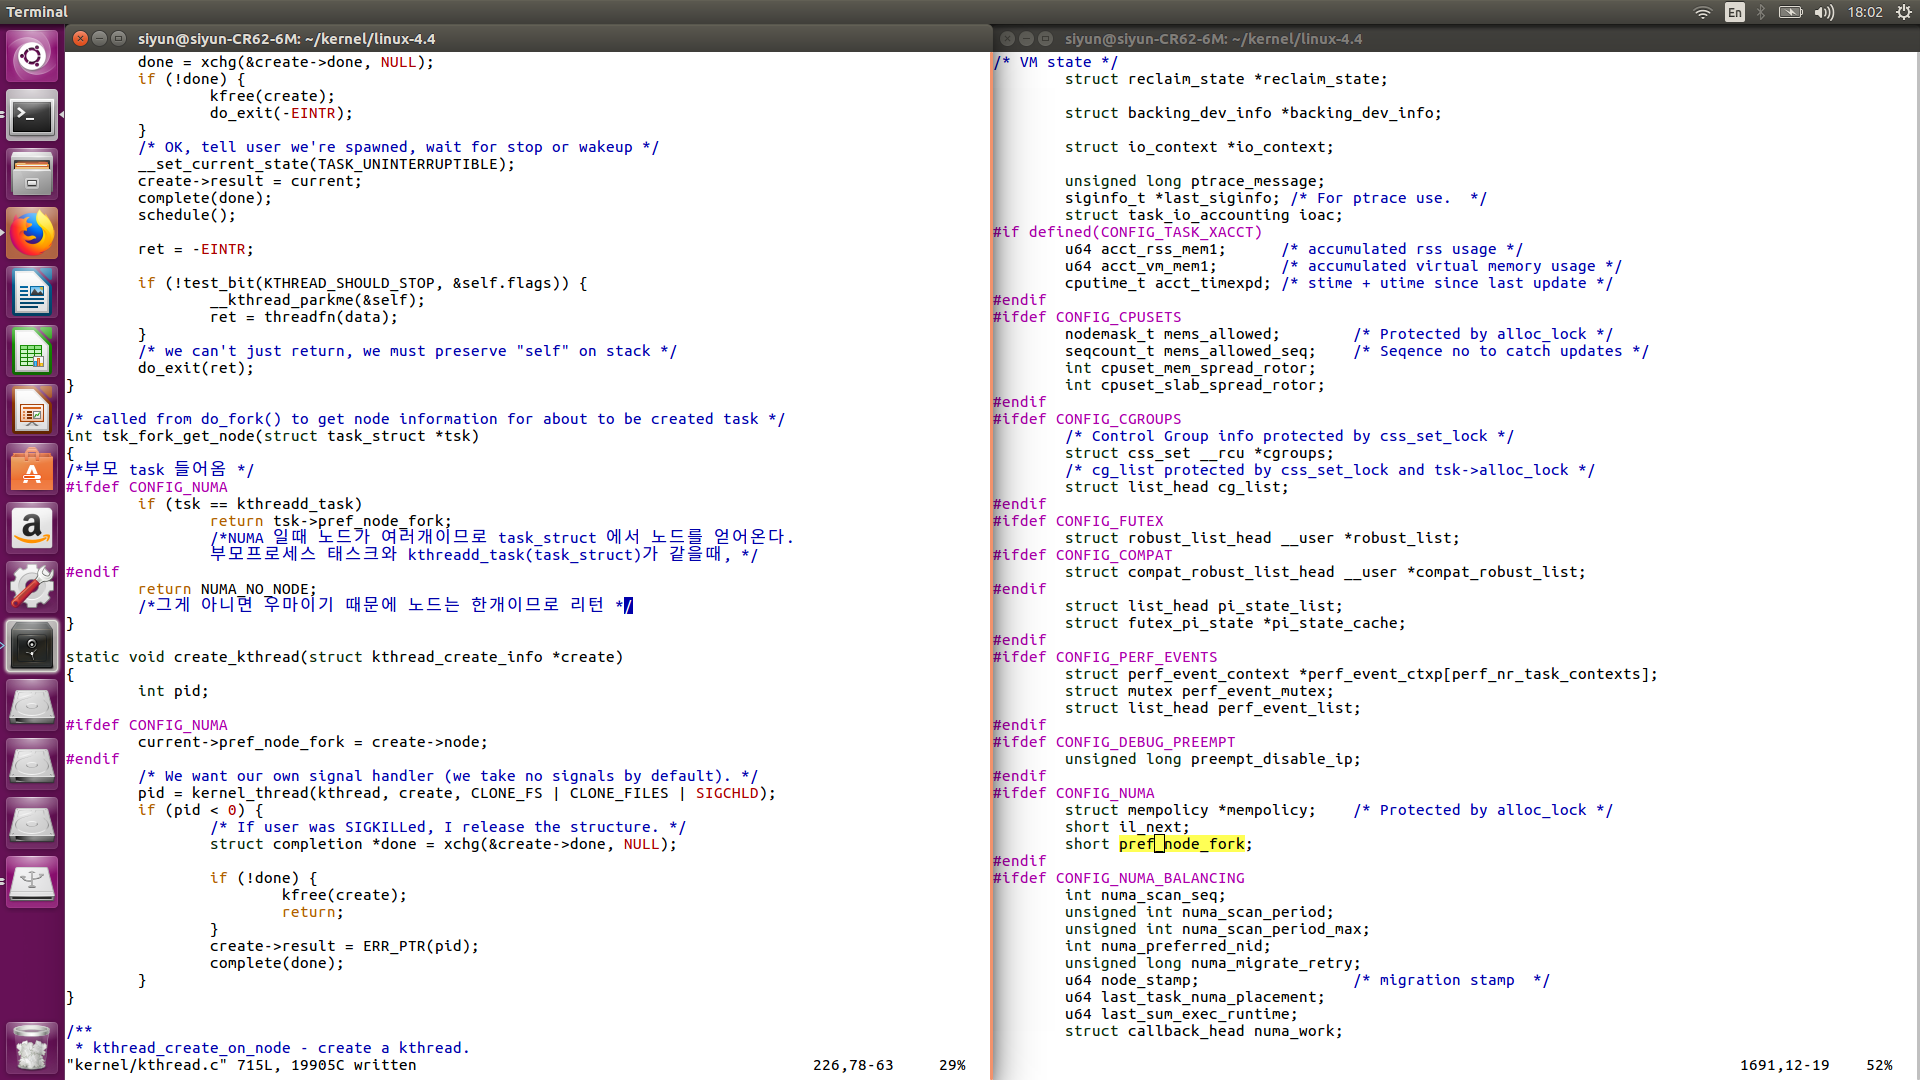 Terminal
En
18:02
siyun@siyun-CR62-6M: ~/kernel/linux-4.4
        done = xchg(&create->done, NULL);
        if (!done) {
                kfree(create);
                do_exit(-EINTR);
        }
        /* OK, tell user we're spawned, wait for stop or wakeup */
        __set_current_state(TASK_UNINTERRUPTIBLE);
        create->result = current;
        complete(done);
        schedule();

        ret = -EINTR;

        if (!test_bit(KTHREAD_SHOULD_STOP, &self.flags)) {
                __kthread_parkme(&self);
                ret = threadfn(data);
        }
        /* we can't just return, we must preserve "self" on stack */
        do_exit(ret);
}

/* called from do_fork() to get node information for about to be created task */
int tsk_fork_get_node(struct task_struct *tsk)
{
/*부모 task 들어옴 */
#ifdef CONFIG_NUMA
        if (tsk == kthreadd_task)
                return tsk->pref_node_fork;
                /*NUMA 일때 노드가 여러개이므로 task_struct 에서 노드를 얻어온다.
                부모프로세스 태스크와 kthreadd_task(task_struct)가 같을때, */
#endif
        return NUMA_NO_NODE;
        /*그게 아니면 우마이기 때문에 노드는 한개이므로 리턴 */
}

static void create_kthread(struct kthread_create_info *create)
{
        int pid;

#ifdef CONFIG_NUMA
        current->pref_node_fork = create->node;
#endif
        /* We want our own signal handler (we take no signals by default). */
        pid = kernel_thread(kthread, create, CLONE_FS | CLONE_FILES | SIGCHLD);
        if (pid < 0) {
                /* If user was SIGKILLed, I release the structure. */
                struct completion *done = xchg(&create->done, NULL);

                if (!done) {
                        kfree(create);
                        return;
                }
                create->result = ERR_PTR(pid);
                complete(done);
        }
}

/**
 * kthread_create_on_node - create a kthread.
"kernel/kthread.c" 715L, 19905C written 226,78-63 29%
siyun@siyun-CR62-6M: ~/kernel/linux-4.4
/* VM state */
        struct reclaim_state *reclaim_state;

        struct backing_dev_info *backing_dev_info;

        struct io_context *io_context;

        unsigned long ptrace_message;
        siginfo_t *last_siginfo; /* For ptrace use.  */
        struct task_io_accounting ioac;
#if defined(CONFIG_TASK_XACCT)
        u64 acct_rss_mem1;      /* accumulated rss usage */
        u64 acct_vm_mem1;       /* accumulated virtual memory usage */
        cputime_t acct_timexpd; /* stime + utime since last update */
#endif
#ifdef CONFIG_CPUSETS
        nodemask_t mems_allowed;        /* Protected by alloc_lock */
        seqcount_t mems_allowed_seq;    /* Seqence no to catch updates */
        int cpuset_mem_spread_rotor;
        int cpuset_slab_spread_rotor;
#endif
#ifdef CONFIG_CGROUPS
        /* Control Group info protected by css_set_lock */
        struct css_set __rcu *cgroups;
        /* cg_list protected by css_set_lock and tsk->alloc_lock */
        struct list_head cg_list;
#endif
#ifdef CONFIG_FUTEX
        struct robust_list_head __user *robust_list;
#ifdef CONFIG_COMPAT
        struct compat_robust_list_head __user *compat_robust_list;
#endif
        struct list_head pi_state_list;
        struct futex_pi_state *pi_state_cache;
#endif
#ifdef CONFIG_PERF_EVENTS
        struct perf_event_context *perf_event_ctxp[perf_nr_task_contexts];
        struct mutex perf_event_mutex;
        struct list_head perf_event_list;
#endif
#ifdef CONFIG_DEBUG_PREEMPT
        unsigned long preempt_disable_ip;
#endif
#ifdef CONFIG_NUMA
        struct mempolicy *mempolicy;    /* Protected by alloc_lock */
        short il_next;
        short pref_node_fork;
#endif
#ifdef CONFIG_NUMA_BALANCING
        int numa_scan_seq;
        unsigned int numa_scan_period;
        unsigned int numa_scan_period_max;
        int numa_preferred_nid;
        unsigned long numa_migrate_retry;
        u64 node_stamp;                 /* migration stamp  */
        u64 last_task_numa_placement;
        u64 last_sum_exec_runtime;
        struct callback_head numa_work;
1691,12-19 52%